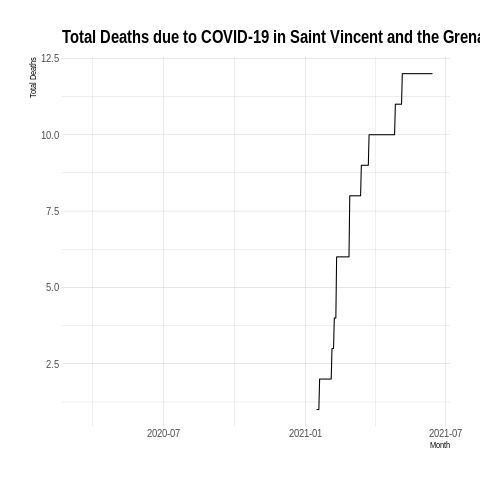 Total Deaths due to COVID-19 in Saint Vincent and the Grena
Total Deaths
12.5
10.0
7.5
5.0
2.5
2020-07
2021-01
2021-07
Month